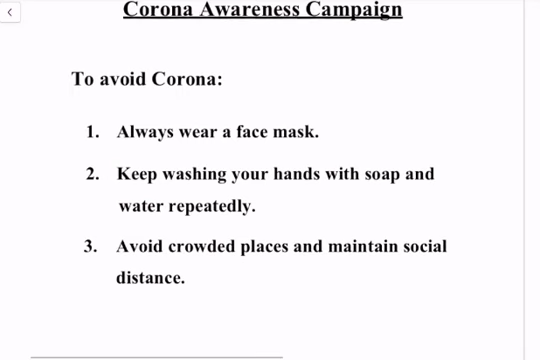 Corona Awareness Campaign
To avoid Corona:
1. Always wear a face mask.
2. Keep washing your hands with soap and
water repeatedly.
3. Avoid crowded places and maintain social
distance.